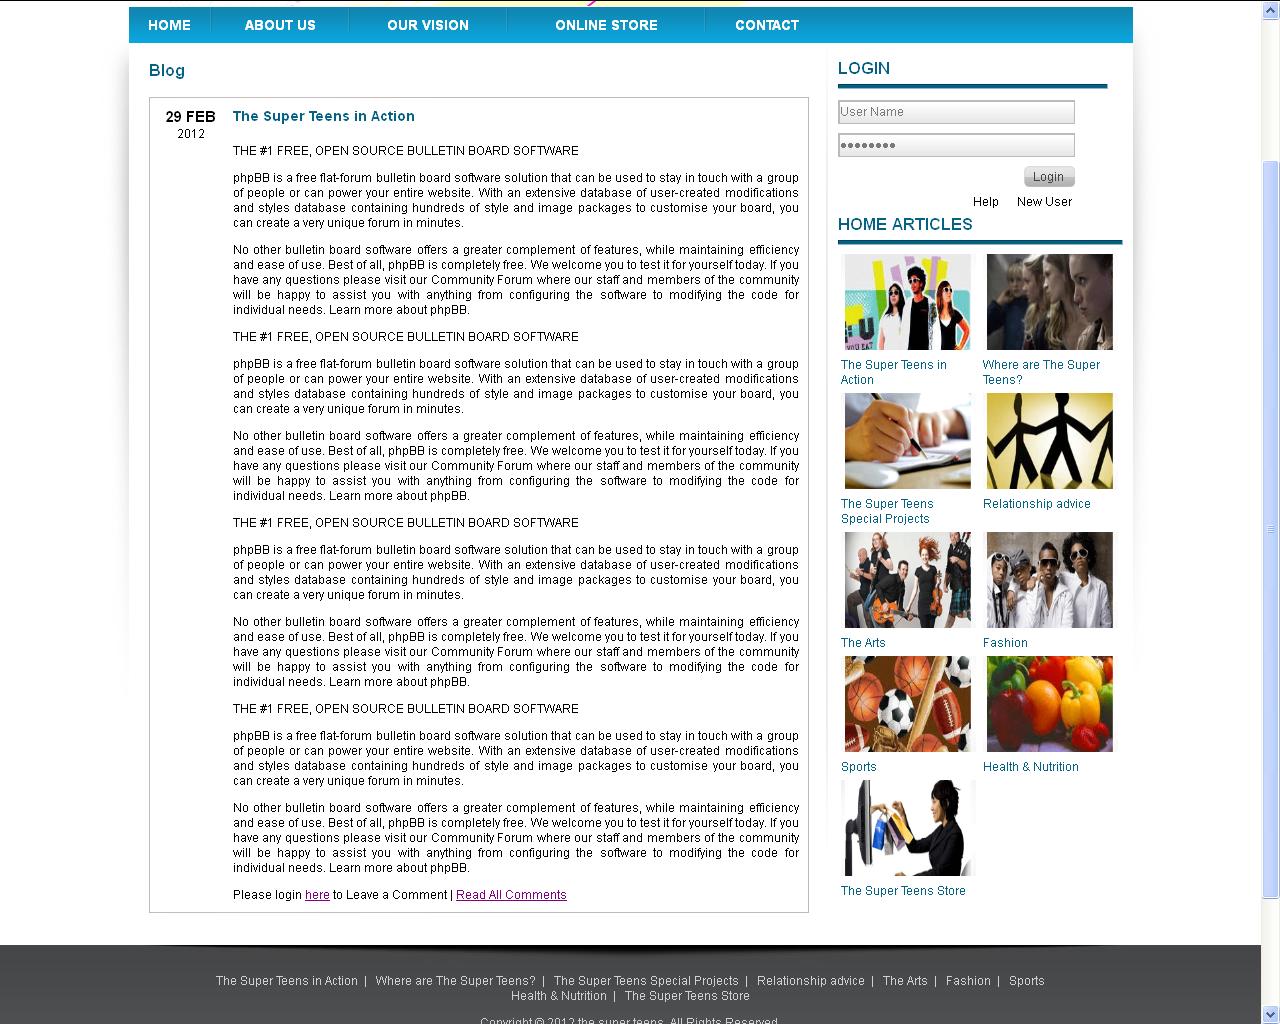 HOME ABOUT US OUR VISION ONLINE STORE CONTACT
Blog
29 FEB
2012
The Super Teens in Action
THE #1 FREE, OPEN SOURCE BULLETIN BOARD SOFTWARE
phpBB is a free flat-forum bulletin board software solution that can be used to stay in touch with a group
of people or can power your entire website. With an extensive database of user-created modifications
and styles database containing hundreds of style and image packages to customise your board, you
can create a very unique forum in minutes.
No other bulletin board software offers a greater complement of features, while maintaining efficiency
and ease of use. Best of all, phpBB is completely free. We welcome you to test it for yourself today. If you
have any questions please visit our Community Forum where our staff and members of the community
will be happy to assist you with anything from configuring the software to modifying the code for
individual needs. Learn more about phpBB.
THE #1 FREE, OPEN SOURCE BULLETIN BOARD SOFTWARE
phpBB is a free flat-forum bulletin board software solution that can be used to stay in touch with a group
of people or can power your entire website. With an extensive database of user-created modifications
and styles database containing hundreds of style and image packages to customise your board, you
can create a very unique forum in minutes.
No other bulletin board software offers a greater complement of features, while maintaining efficiency
and ease of use. Best of all, phpBB is completely free. We welcome you to test it for yourself today. If you
have any questions please visit our Community Forum where our staff and members of the community
will be happy to assist you with anything from configuring the software to modifying the code for
individual needs. Learn more about phpBB.
THE #1 FREE, OPEN SOURCE BULLETIN BOARD SOFTWARE
phpBB is a free flat-forum bulletin board software solution that can be used to stay in touch with a group
of people or can power your entire website. With an extensive database of user-created modifications
and styles database containing hundreds of style and image packages to customise your board, you
can create a very unique forum in minutes.
No other bulletin board software offers a greater complement of features, while maintaining efficiency
and ease of use. Best of all, phpBB is completely free. We welcome you to test it for yourself today. If you
have any questions please visit our Community Forum where our staff and members of the community
will be happy to assist you with anything from configuring the software to modifying the code for
individual needs. Learn more about phpBB.
THE #1 FREE, OPEN SOURCE BULLETIN BOARD SOFTWARE
phpBB is a free flat-forum bulletin board software solution that can be used to stay in touch with a group
of people or can power your entire website. With an extensive database of user-created modifications
and styles database containing hundreds of style and image packages to customise your board, you
can create a very unique forum in minutes.
No other bulletin board software offers a greater complement of features, while maintaining efficiency
and ease of use. Best of all, phpBB is completely free. We welcome you to test it for yourself today. If you
have any questions please visit our Community Forum where our staff and members of the community
will be happy to assist you with anything from configuring the software to modifying the code for
individual needs. Learn more about phpBB.
Please login here to Leave a Comment | Read All Comments
LOGIN
User Name
••••••••
Login
Help New User
HOME ARTICLES
The Super Teens in
Action
Where are The Super
Teens?
The Super Teens
Special Projects
Relationship advice
The Arts
Fashion
Sports
Health & Nutrition
The Super Teens Store
The Super Teens in Action | Where are The Super Teens? | The Super Teens Special Projects | Relationship advice | The Arts | Fashion | Sports
Health & Nutrition | The Super Teens Store
Copyright © 2012 the super teens. All Rights Reserved